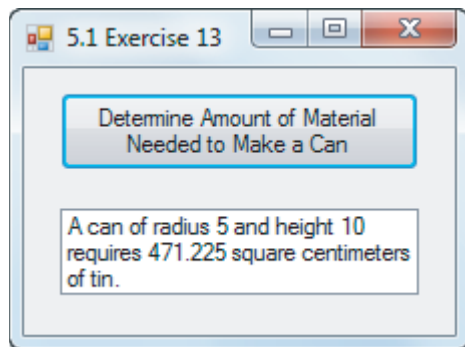 5.1 Exercise 13
Determine Amount of Material
Needed to Make a Can
A can of radius 5 and height 10
requires 471.225 square centimeters
of tin.